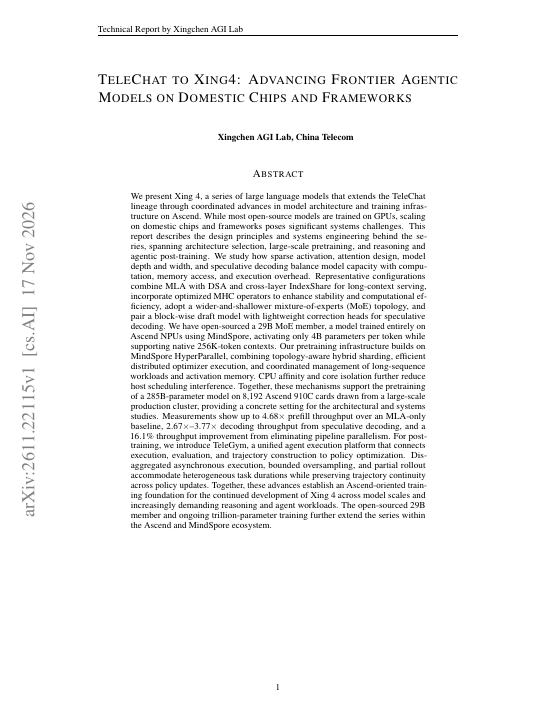 Technical Report by Xingchen AGI Lab
TELECHAT TO XING4: ADVANCING FRONTIER AGENTIC
MODELS ON DOMESTIC CHIPS AND FRAMEWORKS
Xingchen AGI Lab, China Telecom
ABSTRACT
We present Xing 4, a series of large language models that extends the TeleChat
lineage through coordinated advances in model architecture and training infras-
tructure on Ascend. While most open-source models are trained on GPUs, scaling
on domestic chips and frameworks poses significant systems challenges. This
report describes the design principles and systems engineering behind the se-
ries, spanning architecture selection, large-scale pretraining, and reasoning and
agentic post-training. We study how sparse activation, attention design, model
depth and width, and speculative decoding balance model capacity with compu-
tation, memory access, and execution overhead. Representative configurations
combine MLA with DSA and cross-layer IndexShare for long-context serving,
incorporate optimized MHC operators to enhance stability and computational ef-
ficiency, adopt a wider-and-shallower mixture-of-experts (MoE) topology, and
pair a block-wise draft model with lightweight correction heads for speculative
decoding. We have open-sourced a 29B MoE member, a model trained entirely on
Ascend NPUs using MindSpore, activating only 4B parameters per token while
supporting native 256K-token contexts. Our pretraining infrastructure builds on
MindSpore HyperParallel, combining topology-aware hybrid sharding, efficient
distributed optimizer execution, and coordinated management of long-sequence
workloads and activation memory. CPU affinity and core isolation further reduce
host scheduling interference. Together, these mechanisms support the pretraining
of a 285B-parameter model on 8,192 Ascend 910C cards drawn from a large-scale
production cluster, providing a concrete setting for the architectural and systems
studies. Measurements show up to 4.68× prefill throughput over an MLA-only
baseline, 2.67×–3.77× decoding throughput from speculative decoding, and a
16.1% throughput improvement from eliminating pipeline parallelism. For post-
training, we introduce TeleGym, a unified agent execution platform that connects
execution, evaluation, and trajectory construction to policy optimization. Dis-
aggregated asynchronous execution, bounded oversampling, and partial rollout
accommodate heterogeneous task durations while preserving trajectory continuity
across policy updates. Together, these advances establish an Ascend-oriented train-
ing foundation for the continued development of Xing 4 across model scales and
increasingly demanding reasoning and agent workloads. The open-sourced 29B
member and ongoing trillion-parameter training further extend the series within
the Ascend and MindSpore ecosystem.
arXiv:2611.22115v1 [cs.AI] 17 Nov 2026
1